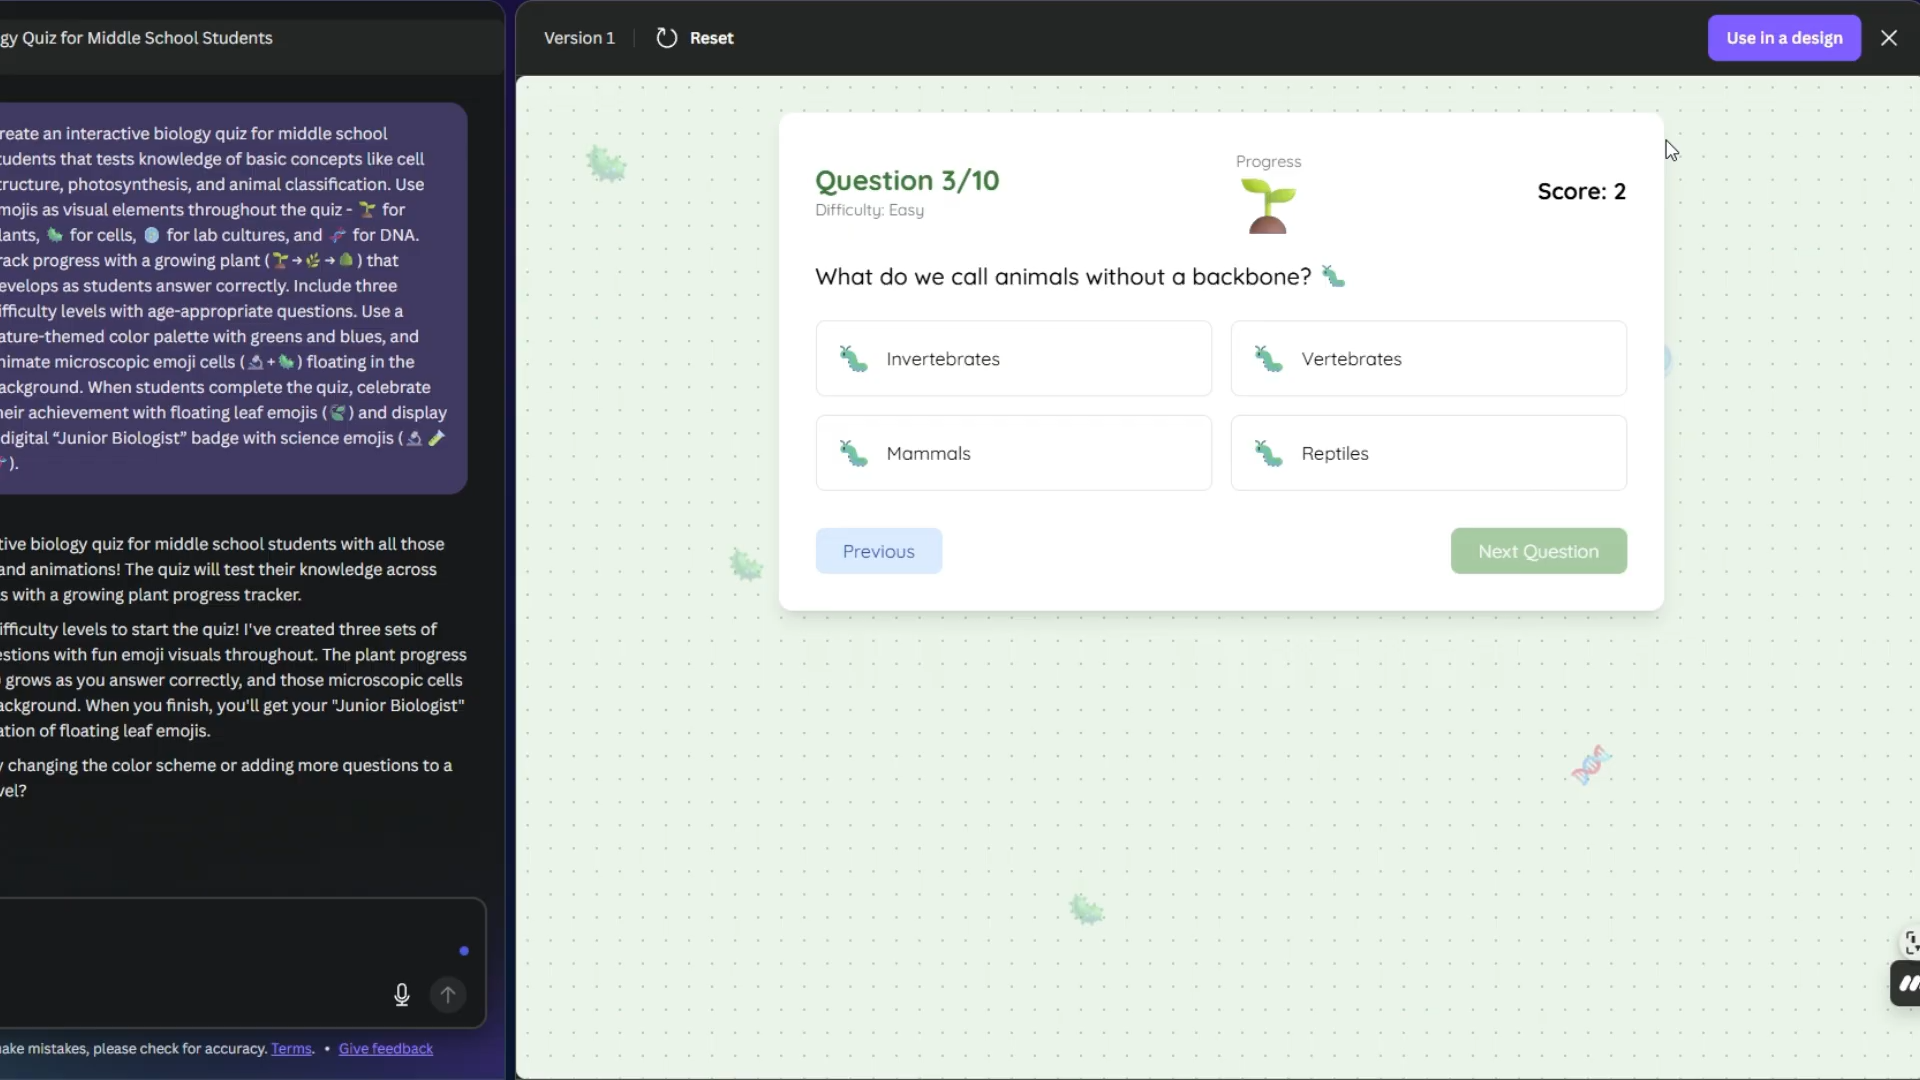 gy Quiz for Middle School Students
reate an interactive biology quiz for middle school
tudents that tests knowledge of basic concepts like cell
tructure, photosynthesis, and animal classification. Use
mojis as visual elements throughout the quiz - 🌱 for
lants, 🦠 for cells, 🧫 for lab cultures, and 🧬 for DNA.
rack progress with a growing plant (🌱→🌿→🌳) that
evelops as students answer correctly. Include three
ifficulty levels with age-appropriate questions. Use a
ature-themed color palette with greens and blues, and
nimate microscopic emoji cells (🔬+🦠) floating in the
ackground. When students complete the quiz, celebrate
heir achievement with floating leaf emojis (🍃) and display
digital “Junior Biologist” badge with science emojis (🔬🧪
🧬).
tive biology quiz for middle school students with all those
and animations! The quiz will test their knowledge across
s with a growing plant progress tracker.
ifficulty levels to start the quiz! I've created three sets of
estions with fun emoji visuals throughout. The plant progress
grows as you answer correctly, and those microscopic cells
ackground. When you finish, you'll get your "Junior Biologist"
ation of floating leaf emojis.
y changing the color scheme or adding more questions to a
vel?
ake mistakes, please check for accuracy. Terms. • Give feedback
Version 1
Reset
Use in a design
Question 3/10
Difficulty: Easy
Progress
Score: 2
What do we call animals without a backbone? 🐛
Invertebrates
Vertebrates
Mammals
Reptiles
Previous
Next Question